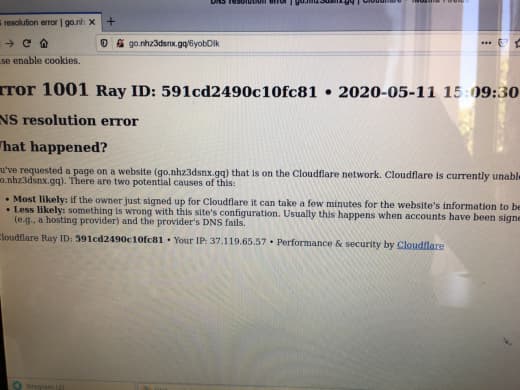 DNS resolution error | go.nhz3dsnx.gq | Cloudflare - Mozilla Firefox
resolution error | go.nh: × +
go.nhz3dsnx.gq/6yobDIk
se enable cookies.
rror 1001 Ray ID: 591cd2490c10fc81 • 2020-05-11 15:09:30
NS resolution error
hat happened?
u've requested a page on a website (go.nhz3dsnx.gq) that is on the Cloudflare network. Cloudflare is currently unable
o.nhz3dsnx.gq). There are two potential causes of this:
• Most likely: if the owner just signed up for Cloudflare it can take a few minutes for the website's information to be
• Less likely: something is wrong with this site's configuration. Usually this happens when accounts have been signe
(e.g., a hosting provider) and the provider's DNS fails.
Cloudflare Ray ID: 591cd2490c10fc81 • Your IP: 37.119.65.57 • Performance & security by Cloudflare